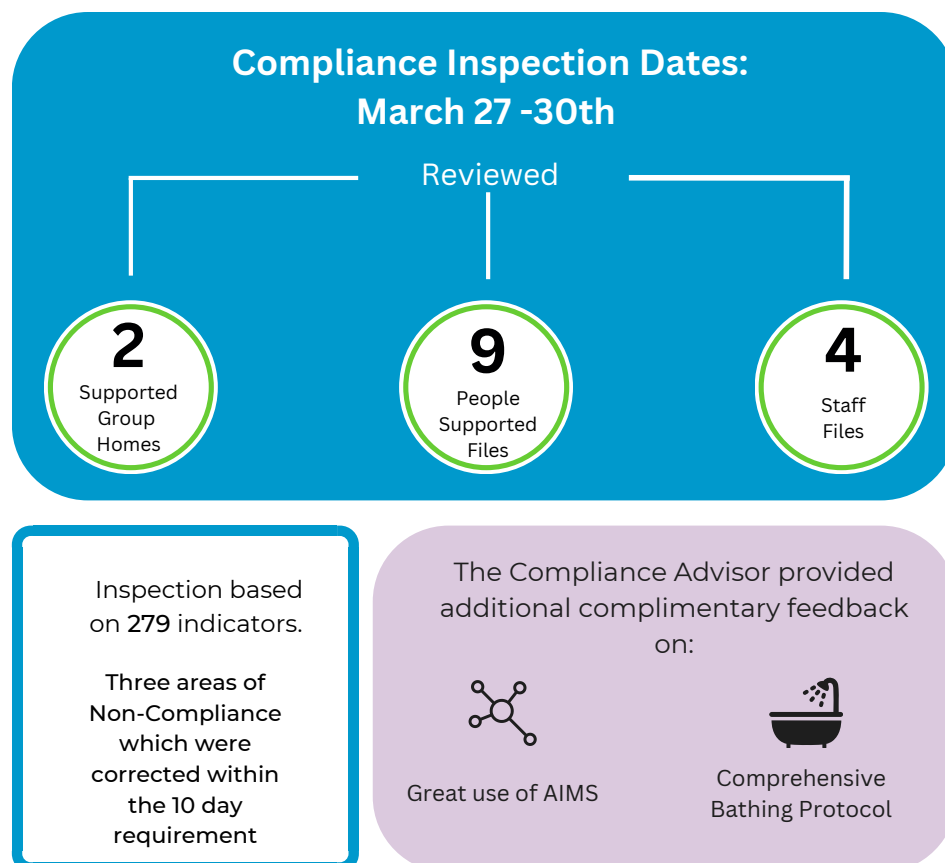 Compliance Inspection Dates:
March 27 -30th
Reviewed
2
Supported
Group
Homes
9
People
Supported
Files
4
Staff
Files
Inspection based
on 279 indicators.
Three areas of
Non-Compliance
which were
corrected within
the 10 day
requirement
The Compliance Advisor provided
additional complimentary feedback
on:
Great use of AIMS
Comprehensive
Bathing Protocol